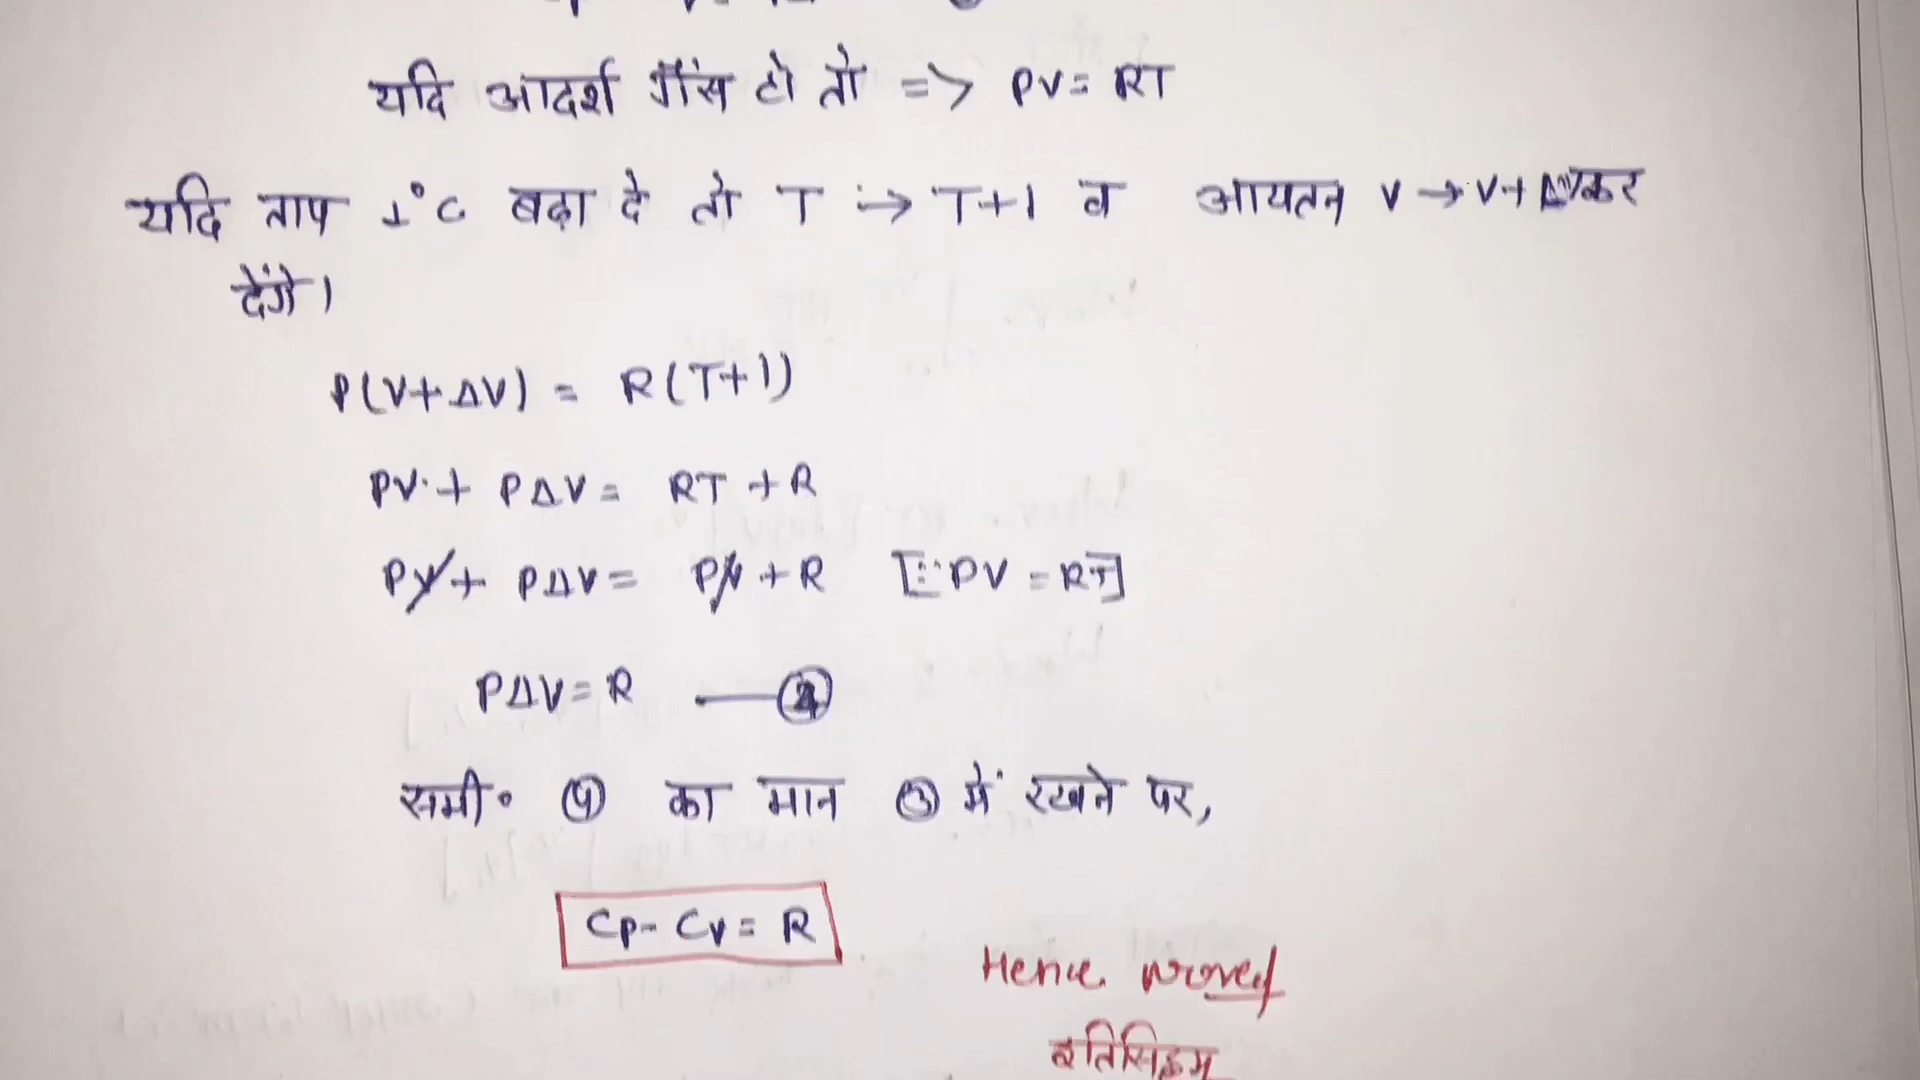 यदि आदर्श गैस हो तो => PV = RT
यदि ताप 1°C बढ़ा दे तो T → T+1 व आयतन V → V+ ΔV कर
देंगे।
P(V+ΔV) = R(T+1)
PV + PΔV = RT + R
PV + PΔV = PV + R [∵ PV = RT]
PΔV = R —④
समी॰ ④ का मान ③ में रखने पर,
Cp - Cv = R
Hence proved
इतिसिद्धम